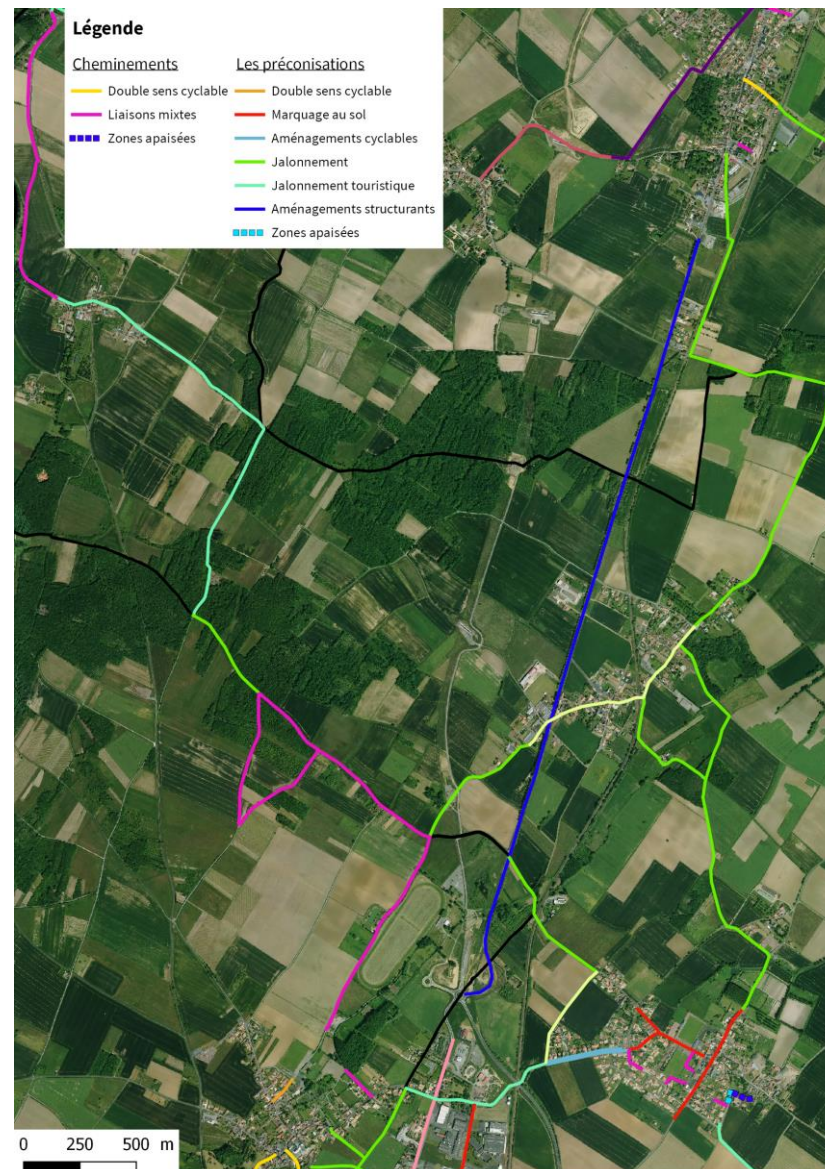 Légende
Cheminements
Double sens cyclable
Liaisons mixtes
Zones apaisées
Les préconisations
Double sens cyclable
Marquage au sol
Aménagements cyclables
Jalonnement
Jalonnement touristique
Aménagements structurants
Zones apaisées
0 250 500 m